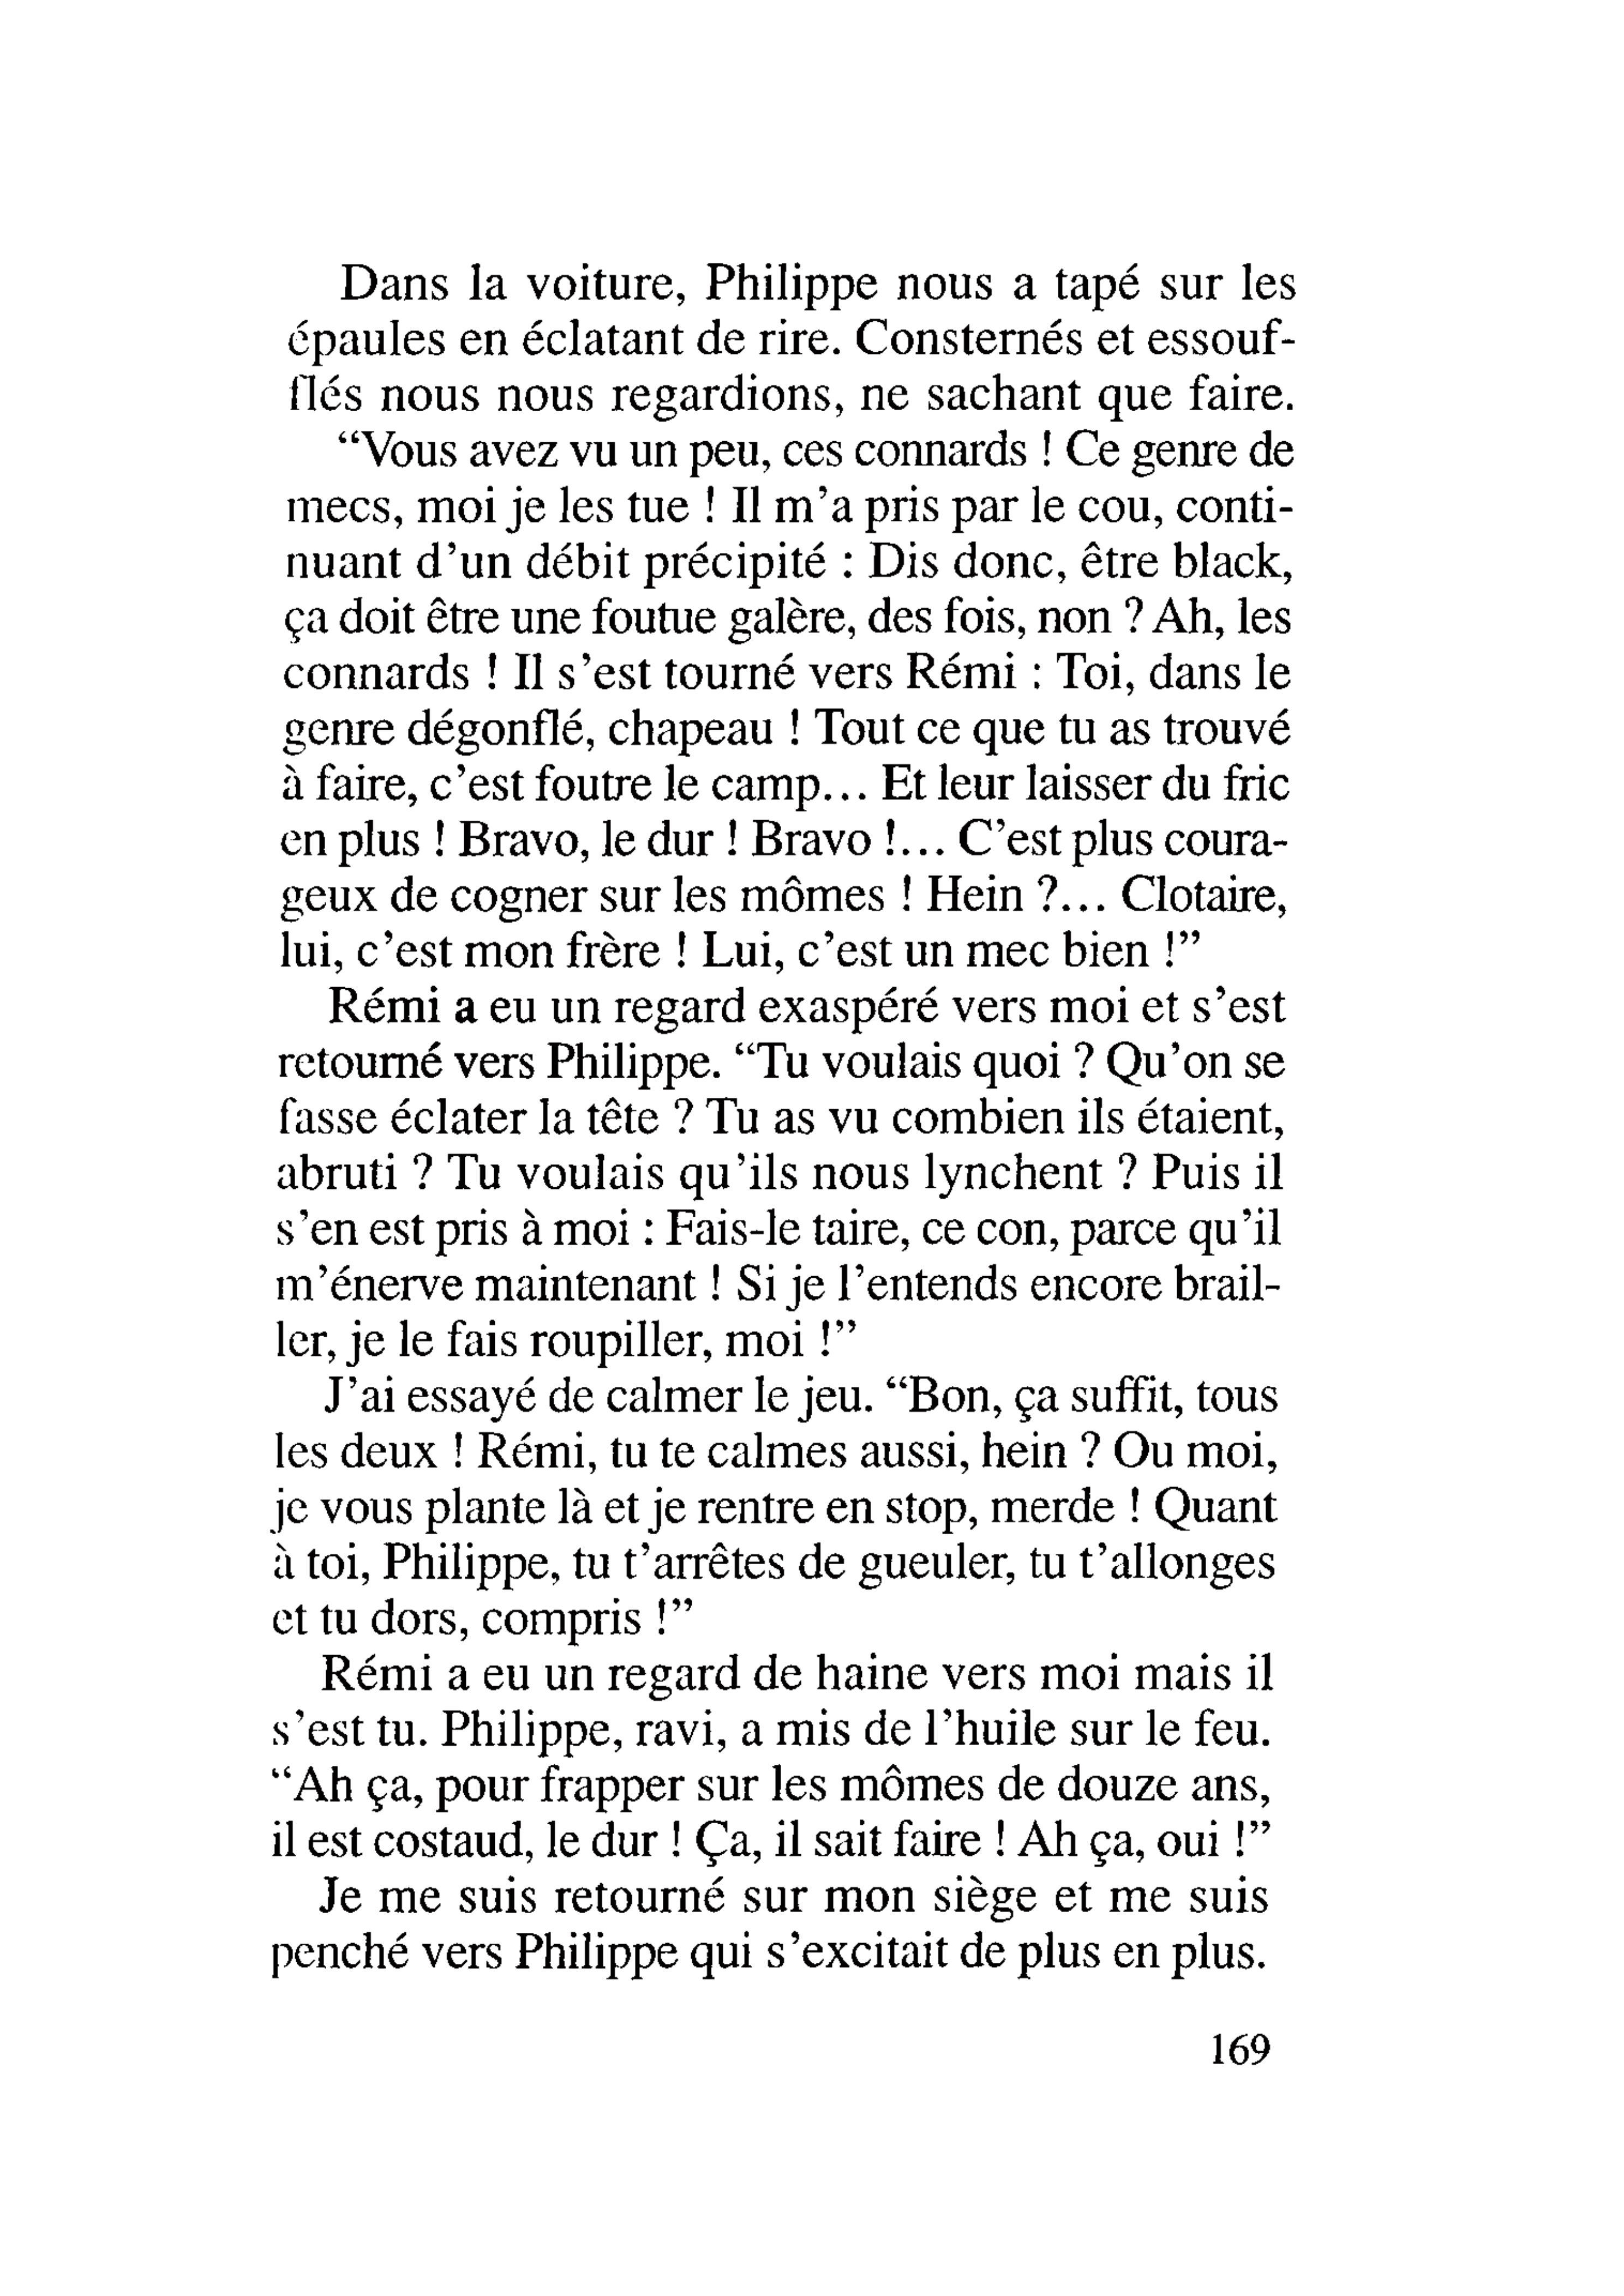 Dans la voiture, Philippe nous a tapé sur les
épaules en éclatant de rire. Consternés et essouf-
flés nous nous regardions, ne sachant que faire.
“Vous avez vu un peu, ces connards ! Ce genre de
mecs, moi je les tue ! Il m’a pris par le cou, conti-
nuant d’un débit précipité : Dis donc, être black,
ça doit être une foutue galère, des fois, non ? Ah, les
connards ! Il s’est tourné vers Rémi : Toi, dans le
genre dégonflé, chapeau ! Tout ce que tu as trouvé
à faire, c’est foutre le camp... Et leur laisser du fric
en plus ! Bravo, le dur ! Bravo !... C’est plus coura-
geux de cogner sur les mômes ! Hein ?... Clotaire,
lui, c’est mon frère ! Lui, c’est un mec bien !”
Rémi a eu un regard exaspéré vers moi et s’est
retourné vers Philippe. “Tu voulais quoi ? Qu’on se
fasse éclater la tête ? Tu as vu combien ils étaient,
abruti ? Tu voulais qu’ils nous lynchent ? Puis il
s’en est pris à moi : Fais-le taire, ce con, parce qu’il
m’énerve maintenant ! Si je l’entends encore brail-
ler, je le fais roupiller, moi !”
J’ai essayé de calmer le jeu. “Bon, ça suffit, tous
les deux ! Rémi, tu te calmes aussi, hein ? Ou moi,
je vous plante là et je rentre en stop, merde ! Quant
à toi, Philippe, tu t’arrêtes de gueuler, tu t’allonges
et tu dors, compris !”
Rémi a eu un regard de haine vers moi mais il
s’est tu. Philippe, ravi, a mis de l’huile sur le feu.
“Ah ça, pour frapper sur les mômes de douze ans,
il est costaud, le dur ! Ça, il sait faire ! Ah ça, oui !”
Je me suis retourné sur mon siège et me suis
penché vers Philippe qui s’excitait de plus en plus.
169